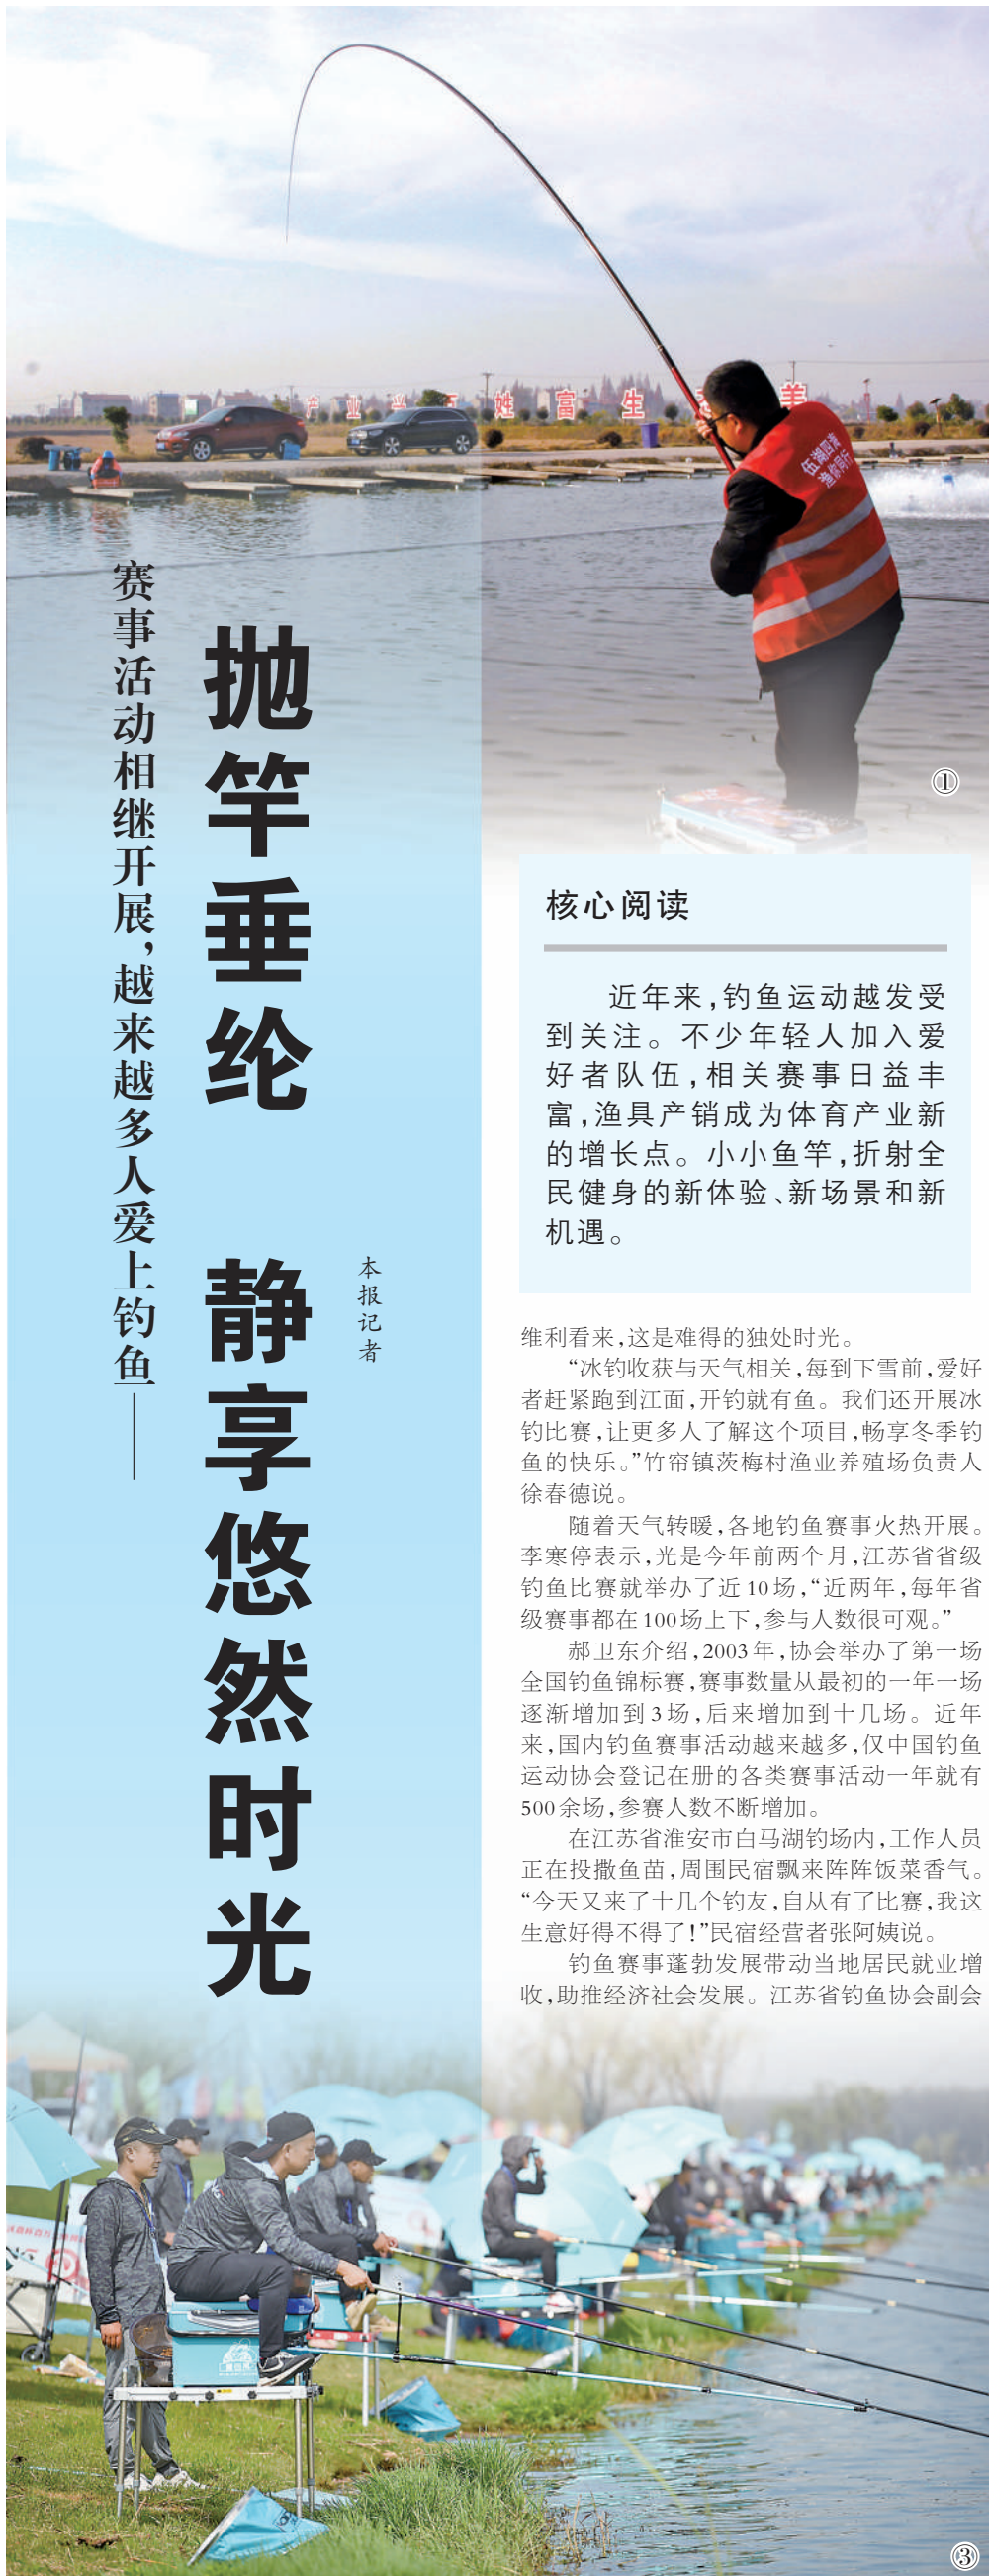 赛事活动相继开展，越来越多人爱上钓鱼——
抛竿垂纶 静享悠然时光
本报记者
伍湖四海
渔你同行
①
核心阅读
近年来，钓鱼运动越发受
到关注。不少年轻人加入爱
好者队伍，相关赛事日益丰
富，渔具产销成为体育产业新
的增长点。小小鱼竿，折射全
民健身的新体验、新场景和新
机遇。
维利看来，这是难得的独处时光。
“冰钓收获与天气相关，每到下雪前，爱好
者赶紧跑到江面，开钓就有鱼。我们还开展冰
钓比赛，让更多人了解这个项目，畅享冬季钓
鱼的快乐。”竹帘镇茨梅村渔业养殖场负责人
徐春德说。
随着天气转暖，各地钓鱼赛事火热开展。
李寒停表示，光是今年前两个月，江苏省省级
钓鱼比赛就举办了近10场，“近两年，每年省
级赛事都在100场上下，参与人数很可观。”
郝卫东介绍，2003年，协会举办了第一场
全国钓鱼锦标赛，赛事数量从最初的一年一场
逐渐增加到3场，后来增加到十几场。近年
来，国内钓鱼赛事活动越来越多，仅中国钓鱼
运动协会登记在册的各类赛事活动一年就有
500余场，参赛人数不断增加。
在江苏省淮安市白马湖钓场内，工作人员
正在投撒鱼苗，周围民宿飘来阵阵饭菜香气。
“今天又来了十几个钓友，自从有了比赛，我这
生意好得不得了！”民宿经营者张阿姨说。
钓鱼赛事蓬勃发展带动当地居民就业增
收，助推经济社会发展。江苏省钓鱼协会副会
③